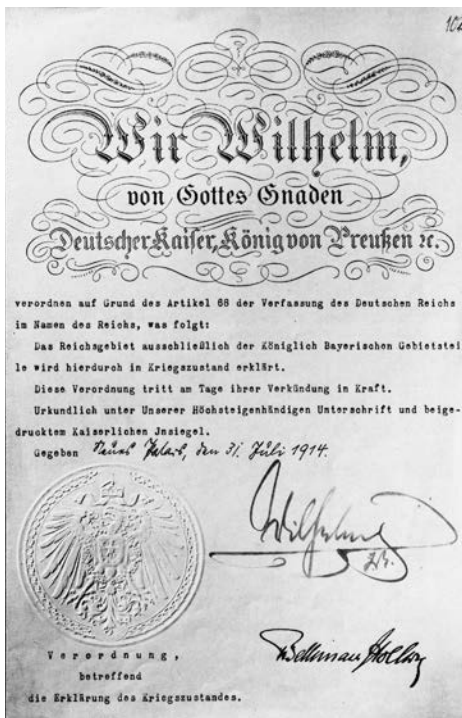 102
Wir Wilhelm,
von Gottes Gnaden
Deutscher Kaiser, König von Preußen ꝛc.
verordnen auf Grund des Artikel 68 der Verfassung des Deutschen Reichs
im Namen des Reichs, was folgt:
Das Reichsgebiet ausschließlich der Königlich Bayerischen Gebietstei-
le wird hierdurch in Kriegszustand erklärt.
Diese Verordnung tritt am Tage ihrer Verkündung in Kraft.
Urkundlich unter Unserer Höchsteigenhändigen Unterschrift und beige-
drucktem Kaiserlichen Jnsiegel.
Gegeben Neues Palais, den 31. Juli 1914.
Wilhelm
I.R.
v Bethmann Hollweg
Verordnung,
betreffend
die Erklärung des Kriegszustandes.